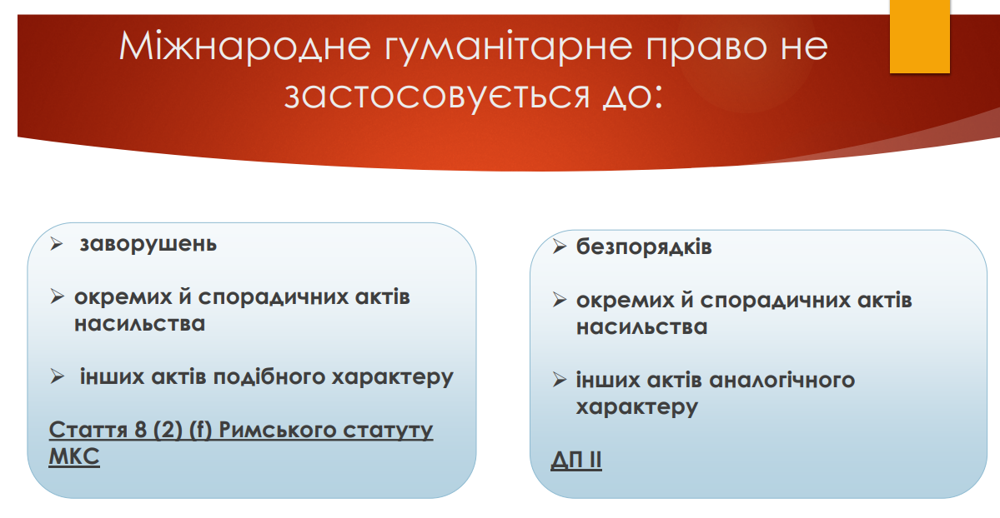 Міжнародне гуманітарне право не
застосовується до:
➢ заворушень
➢ окремих й спорадичних актів
насильства
➢ інших актів подібного характеру
Стаття 8 (2) (f) Римського статуту
МКС
➢ безпорядків
➢ окремих й спорадичних актів
насильства
➢ інших актів аналогічного
характеру
ДП ІІ